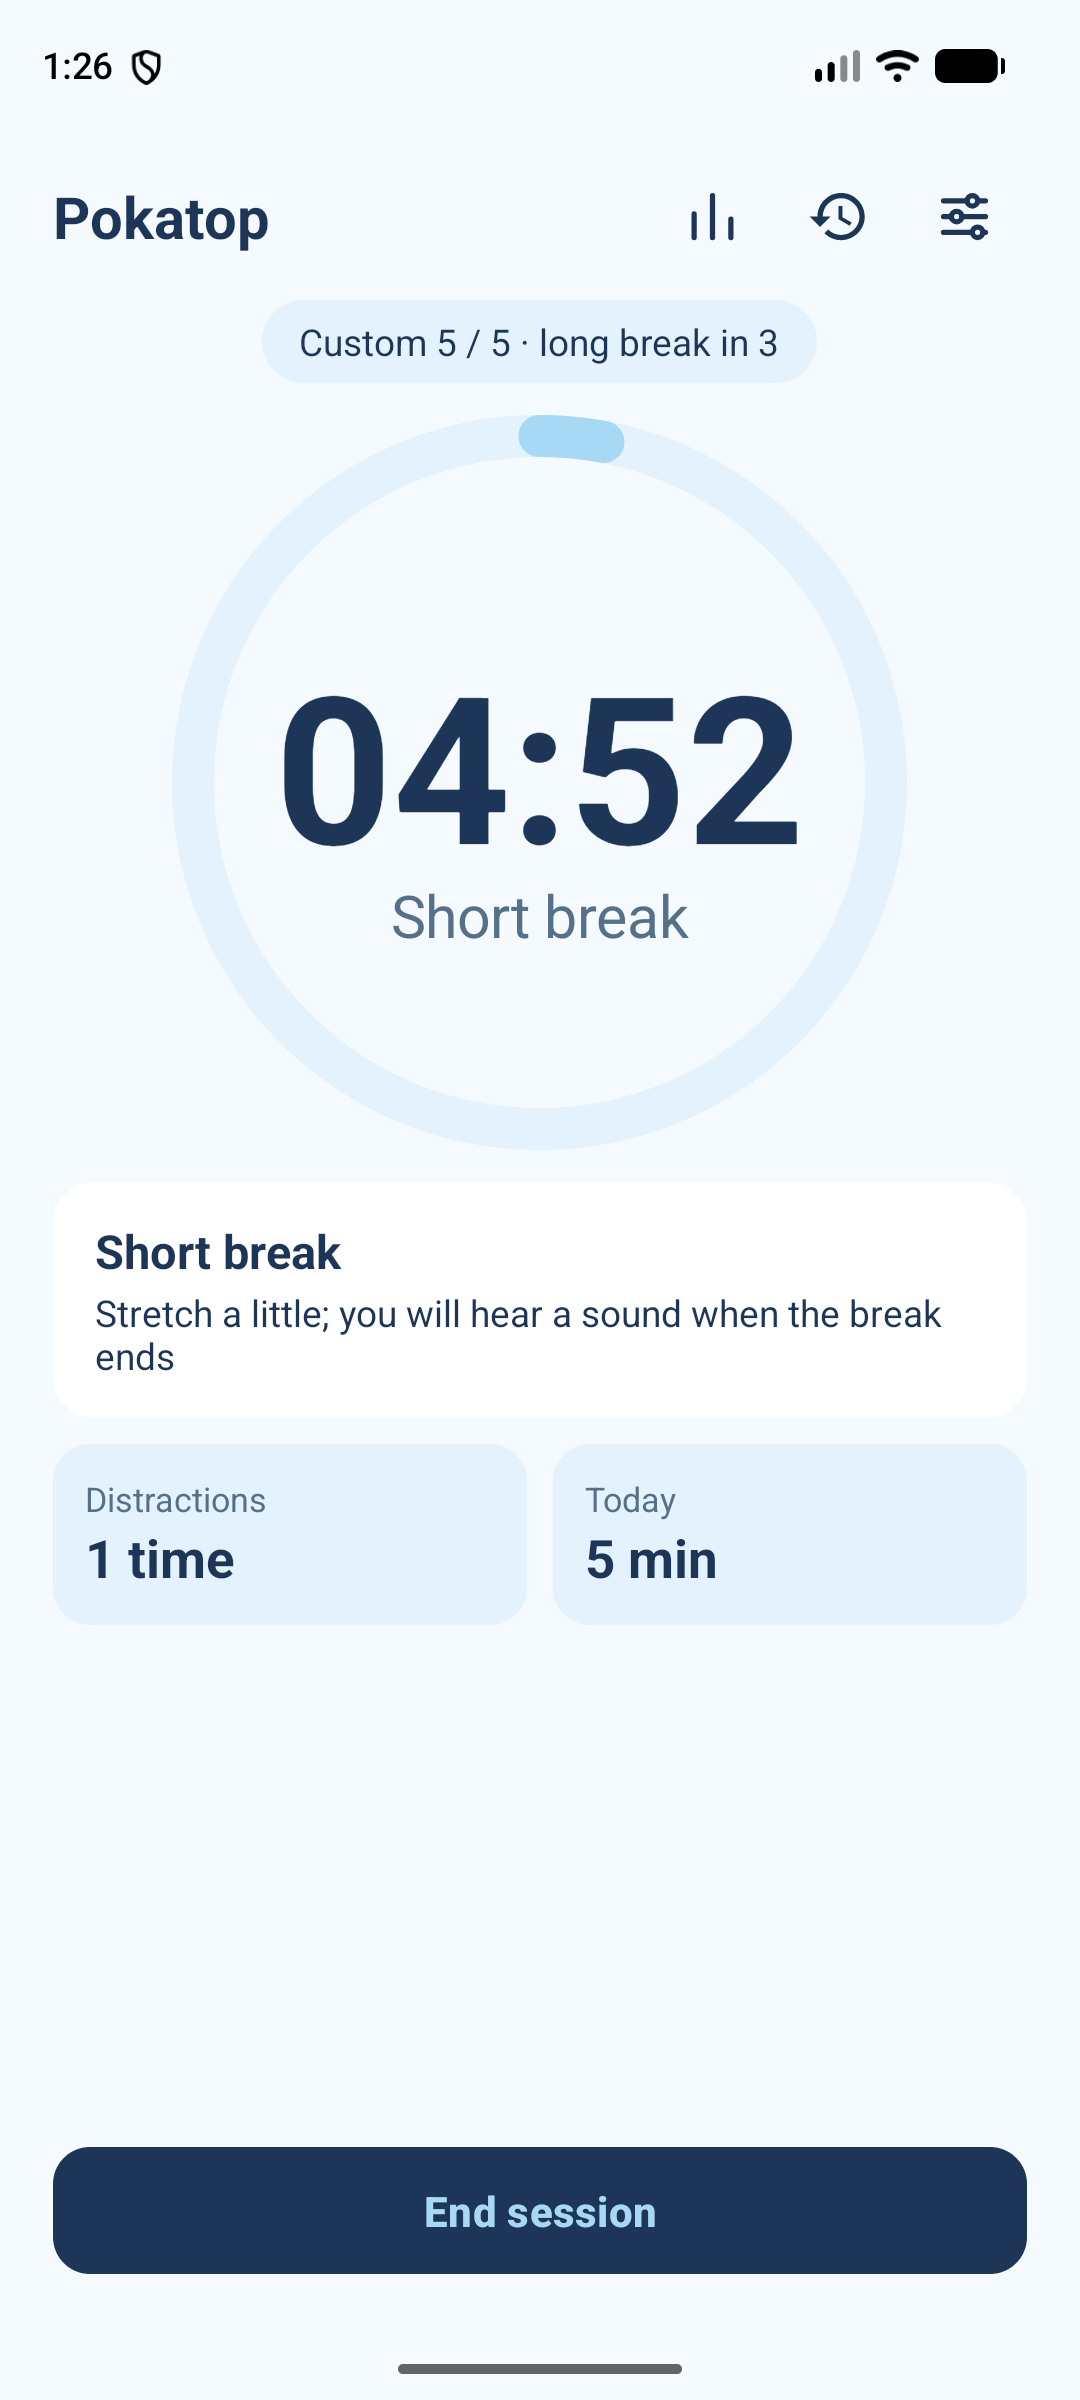 1:26
Pokatop
Custom 5 / 5 · long break in 3
04:52
Short break
Short break
Stretch a little; you will hear a sound when the break
ends
Distractions
1 time
Today
5 min
End session